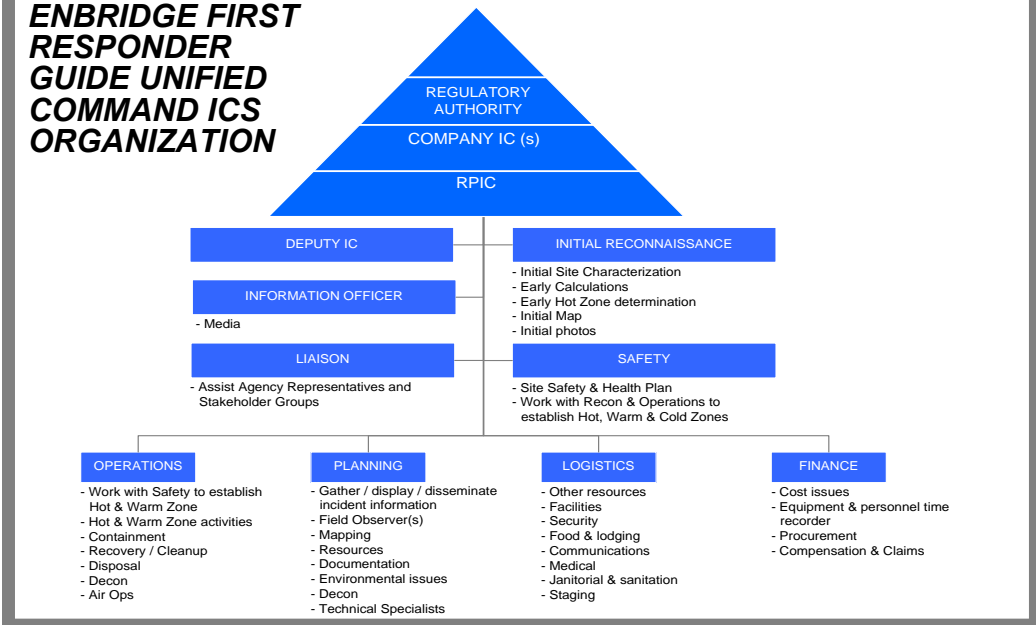 ENBRIDGE FIRST
RESPONDER
GUIDE UNIFIED
COMMAND ICS
ORGANIZATION
REGULATORY
AUTHORITY
COMPANY IC (s)
RPIC
DEPUTY IC
INITIAL RECONNAISSANCE
- Initial Site Characterization
- Early Calculations
- Early Hot Zone determination
- Initial Map
- Initial photos
INFORMATION OFFICER
- Media
LIAISON
- Assist Agency Representatives and
Stakeholder Groups
SAFETY
- Site Safety & Health Plan
- Work with Recon & Operations to
establish Hot, Warm & Cold Zones
OPERATIONS
- Work with Safety to establish
Hot & Warm Zone
- Hot & Warm Zone activities
- Containment
- Recovery / Cleanup
- Disposal
- Decon
- Air Ops
PLANNING
- Gather / display / disseminate
incident information
- Field Observer(s)
- Mapping
- Resources
- Documentation
- Environmental issues
- Decon
- Technical Specialists
LOGISTICS
- Other resources
- Facilities
- Security
- Food & lodging
- Communications
- Medical
- Janitorial & sanitation
- Staging
FINANCE
- Cost issues
- Equipment & personnel time
recorder
- Procurement
- Compensation & Claims